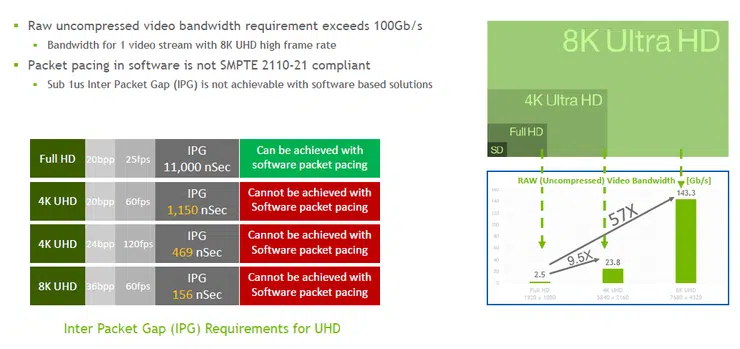 Raw uncompressed video bandwidth requirement exceeds 100Gb/s
Bandwidth for 1 video stream with 8K UHD high frame rate
Packet pacing in software is not SMPTE 2110-21 compliant
Sub 1us Inter Packet Gap (IPG) is not achievable with software based solutions
Full HD 20bpp 25fps IPG 11,000 nSec Can be achieved with software packet pacing
4K UHD 20bpp 60fps IPG 1,150 nSec Cannot be achieved with Software packet pacing
4K UHD 24bpp 120fps IPG 469 nSec Cannot be achieved with Software packet pacing
8K UHD 36bpp 60fps IPG 156 nSec Cannot be achieved with Software packet pacing
Inter Packet Gap (IPG) Requirements for UHD
8K Ultra HD
4K Ultra HD
Full HD
SD
RAW (Uncompressed) Video Bandwidth [Gb/s]
160
140
120
100
80
60
40
20
143.3
57X
9.5X
23.8
2.5
Full HD 4K UHD 8K UHD
1920 x 1080 3840 x 2160 7680 x 4320